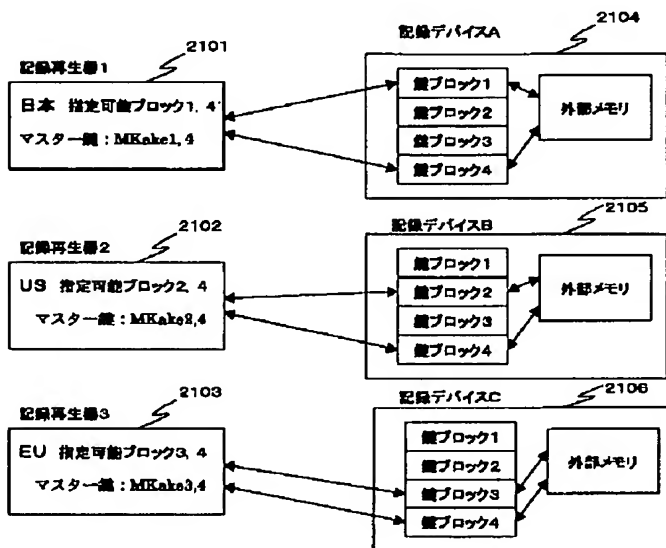 2101
記録再生器1
日本 指定可能ブロック1, 4
マスター鍵:MKake1,4
2104
記録デバイスA
鍵ブロック1
鍵ブロック2
鍵ブロック3
鍵ブロック4
外部メモリ
2102
記録再生器2
US 指定可能ブロック2, 4
マスター鍵:MKake2,4
2105
記録デバイスB
鍵ブロック1
鍵ブロック2
鍵ブロック3
鍵ブロック4
外部メモリ
2103
記録再生器3
EU 指定可能ブロック3, 4
マスター鍵:MKake3,4
2106
記録デバイスC
鍵ブロック1
鍵ブロック2
鍵ブロック3
鍵ブロック4
外部メモリ